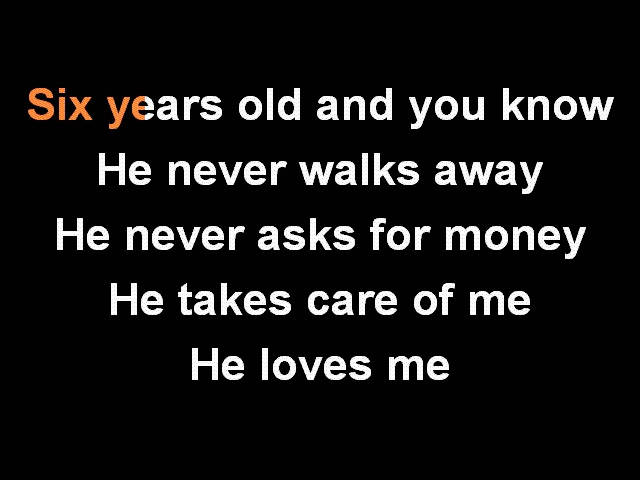 Six years old and you know
He never walks away
He never asks for money
He takes care of me
He loves me